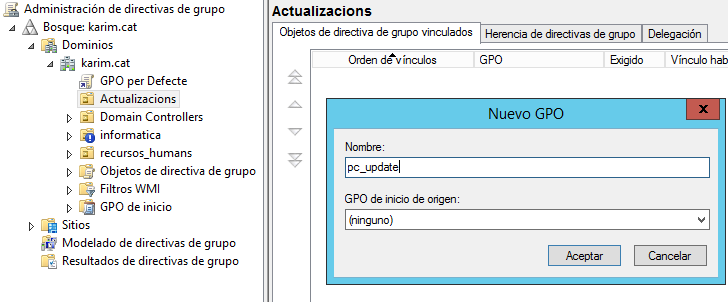 Administración de directivas de grupo
Bosque: karim.cat
Dominios
karim.cat
GPO per Defecte
Actualizacions
Domain Controllers
informatica
recursos_humans
Objetos de directiva de grupo
Filtros WMI
GPO de inicio
Sitios
Modelado de directivas de grupo
Resultados de directivas de grupo
Actualizacions
Objetos de directiva de grupo vinculados Herencia de directivas de grupo Delegación
Orden de vínculos GPO Exigido Vínculo hab
Nuevo GPO x
Nombre:
pc_update
GPO de inicio de origen:
(ninguno)
Aceptar Cancelar